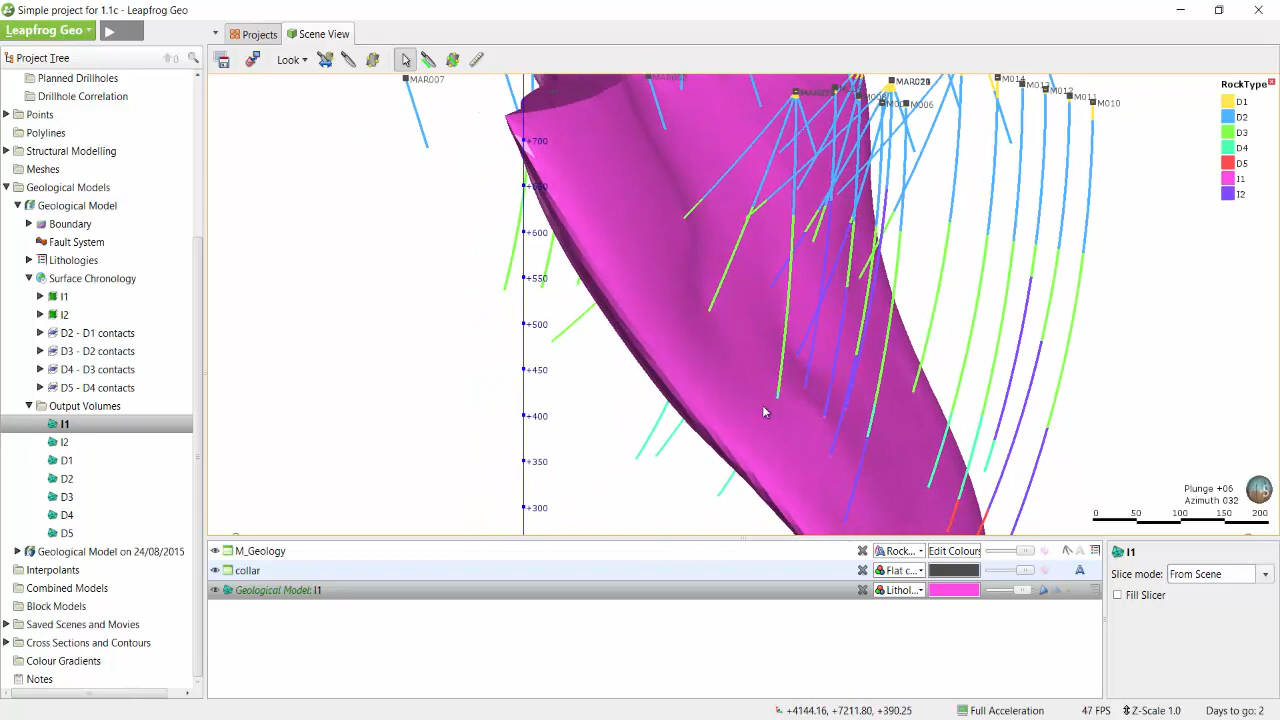 Simple project for 1.1c - Leapfrog Geo
Leapfrog Geo
Projects
Scene View
Project Tree
0
Look
Planned Drillholes
Drillhole Correlation
Points
Polylines
Structural Modelling
Meshes
Geological Models
Geological Model
Boundary
Fault System
Lithologies
Surface Chronology
I1
I2
D2 - D1 contacts
D3 - D2 contacts
D4 - D3 contacts
D5 - D4 contacts
Output Volumes
I1
I2
D1
D2
D3
D4
D5
Geological Model on 24/08/2015
Interpolants
Combined Models
Block Models
Saved Scenes and Movies
Cross Sections and Contours
Colour Gradients
Notes
MAR007
M006
M014
M012
M011
M010
+700
+600
+550
+500
+450
+400
+350
+300
RockType
D1
D2
D3
D4
D5
I1
I2
Plunge +06
Azimuth 032
0 50 100 150 200
M_Geology
Rock...
Edit Colours
collar
Flat c...
Geological Model: I1
Lithol...
I1
Slice mode: From Scene
Fill Slicer
+4144.16, +7211.80, +390.25
Full Acceleration
47 FPS
Z-Scale 1.0
Days to go: 2